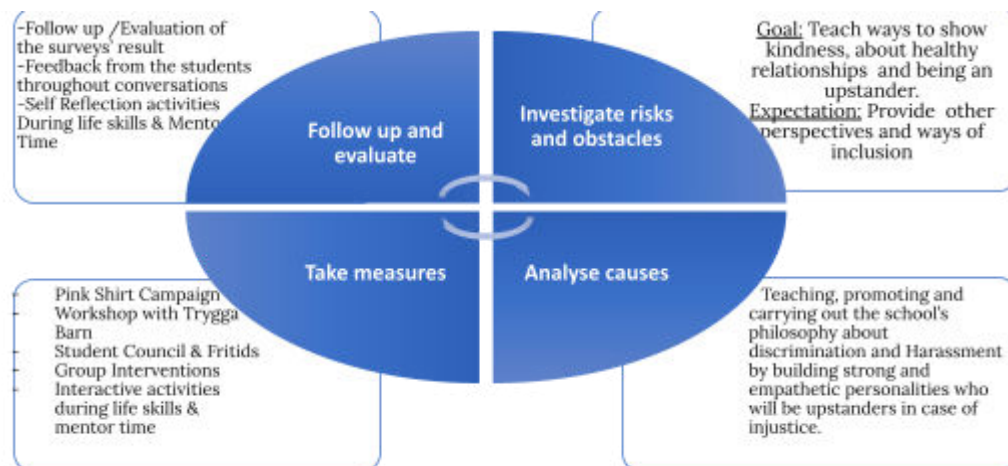 -Follow up /Evaluation of
the surveys' result
-Feedback from the students
throughout conversations
-Self Reflection activities
During life skills & Mentor
Time
Follow up and
evaluate
Investigate risks
and obstacles
Goal: Teach ways to show
kindness, about healthy
relationships and being an
upstander.
Expectation: Provide other
perspectives and ways of
inclusion
Take measures
Analyse causes
- Pink Shirt Campaign
- Workshop with Trygga
Barn
- Student Council & Fritids
- Group Interventions
- Interactive activities
during life skills &
mentor time
Teaching, promoting and
carrying out the school's
philosophy about
discrimination and Harassment
by building strong and
empathetic personalities who
will be upstanders in case of
injustice.